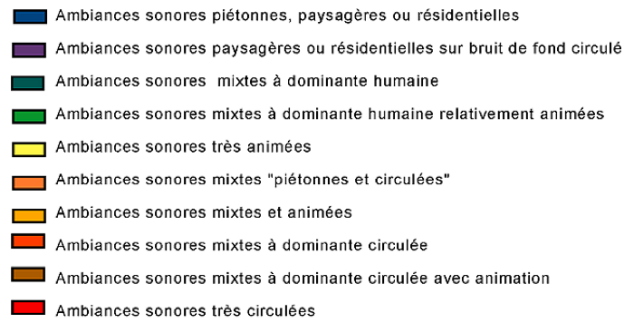 Ambiances sonores piétonnes, paysagères ou résidentielles
Ambiances sonores paysagères ou résidentielles sur bruit de fond circulé
Ambiances sonores mixtes à dominante humaine
Ambiances sonores mixtes à dominante humaine relativement animées
Ambiances sonores très animées
Ambiances sonores mixtes "piétonnes et circulées"
Ambiances sonores mixtes et animées
Ambiances sonores mixtes à dominante circulée
Ambiances sonores mixtes à dominante circulée avec animation
Ambiances sonores très circulées